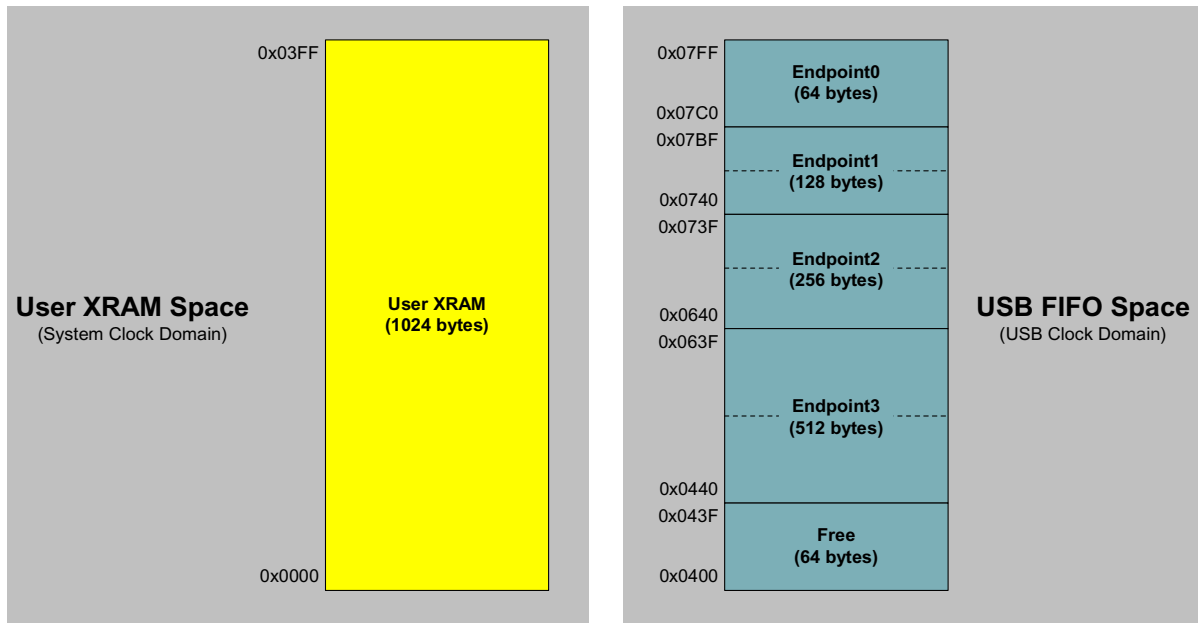 0x03FF
User XRAM Space
(System Clock Domain)
User XRAM
(1024 bytes)
0x0000
0x07FF
Endpoint0
(64 bytes)
0x07C0
0x07BF
Endpoint1
(128 bytes)
0x0740
0x073F
Endpoint2
(256 bytes)
0x0640
0x063F
Endpoint3
(512 bytes)
0x0440
0x043F
Free
(64 bytes)
0x0400
USB FIFO Space
(USB Clock Domain)